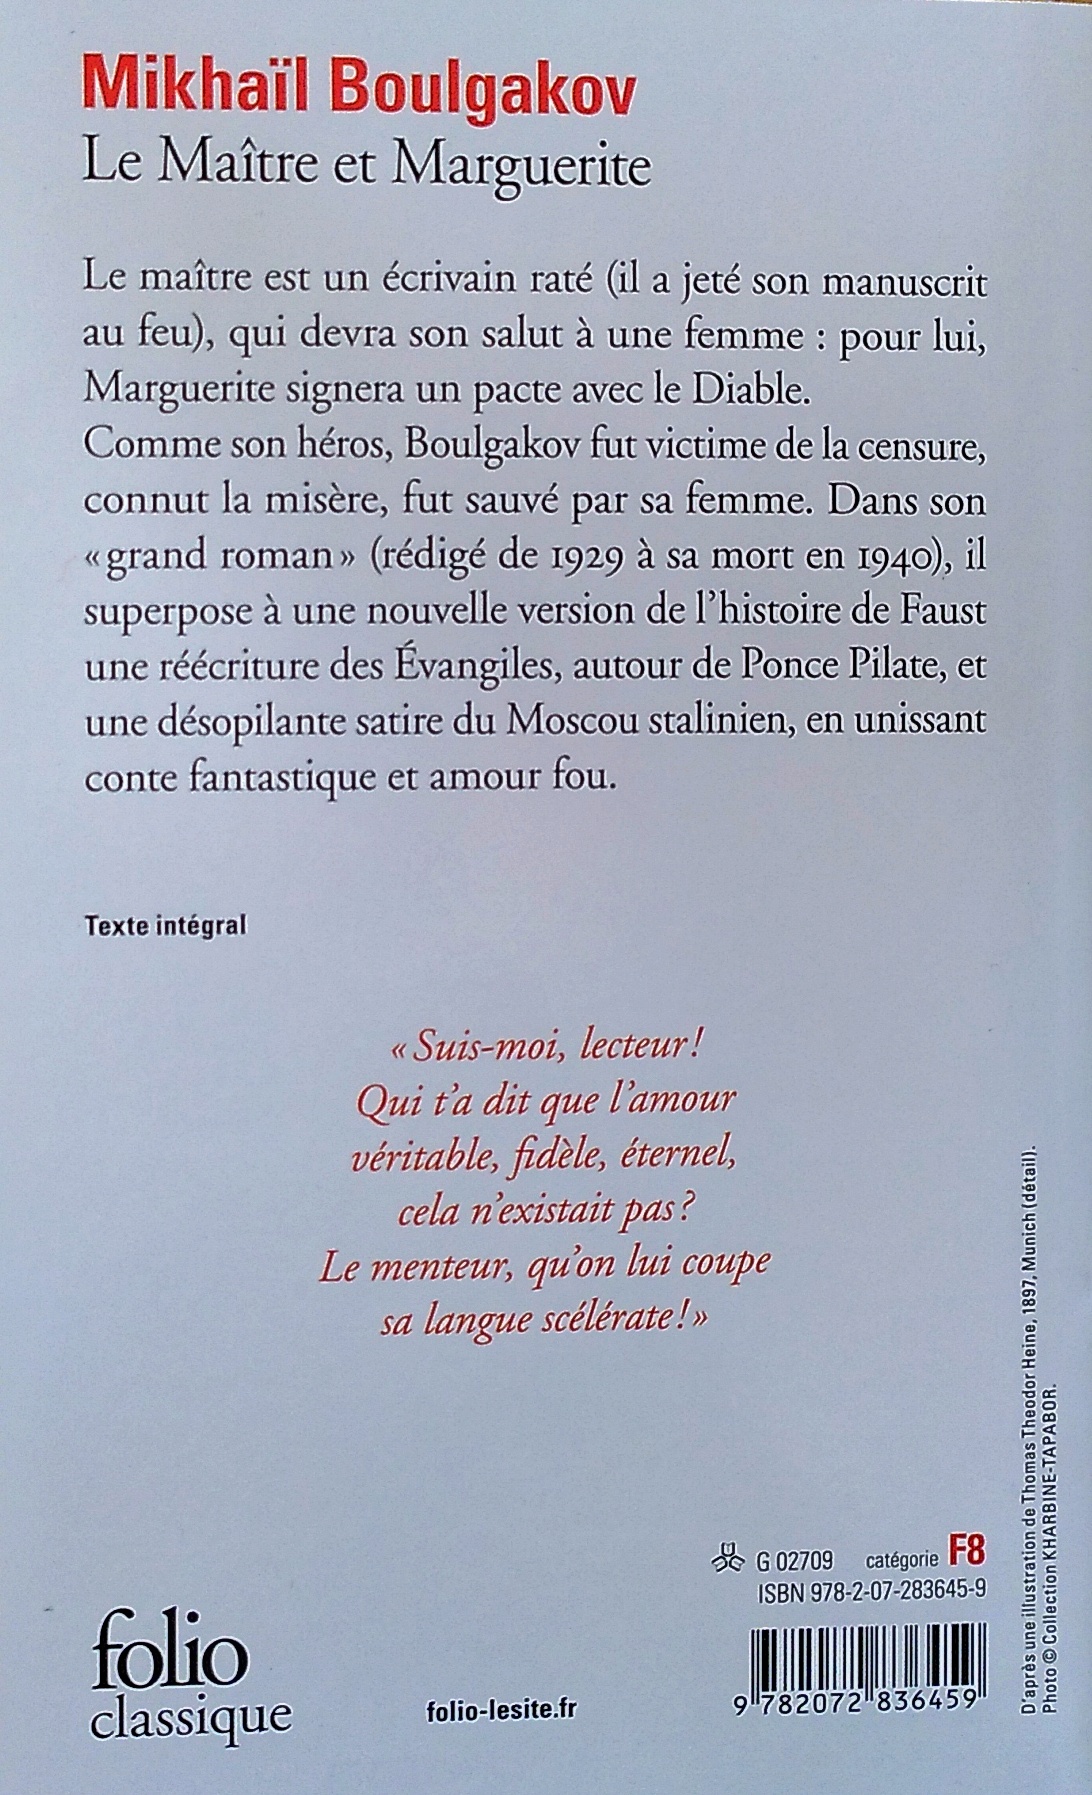 Mikhaïl Boulgakov
Le Maître et Marguerite
Le maître est un écrivain raté (il a jeté son manuscrit
au feu), qui devra son salut à une femme : pour lui,
Marguerite signera un pacte avec le Diable.
Comme son héros, Boulgakov fut victime de la censure,
connut la misère, fut sauvé par sa femme. Dans son
« grand roman » (rédigé de 1929 à sa mort en 1940), il
superpose à une nouvelle version de l'histoire de Faust
une réécriture des Évangiles, autour de Ponce Pilate, et
une désopilante satire du Moscou stalinien, en unissant
conte fantastique et amour fou.
Texte intégral
« Suis-moi, lecteur !
Qui t'a dit que l'amour
véritable, fidèle, éternel,
cela n'existait pas ?
Le menteur, qu'on lui coupe
sa langue scélérate ! »
G 02709 catégorie F8
ISBN 978-2-07-283645-9
9 782072 836459
folio
classique
folio-lesite.fr
D'après une illustration de Thomas Theodor Heine, 1897, Munich (détail).
Photo © Collection KHARBINE-TAPABOR.